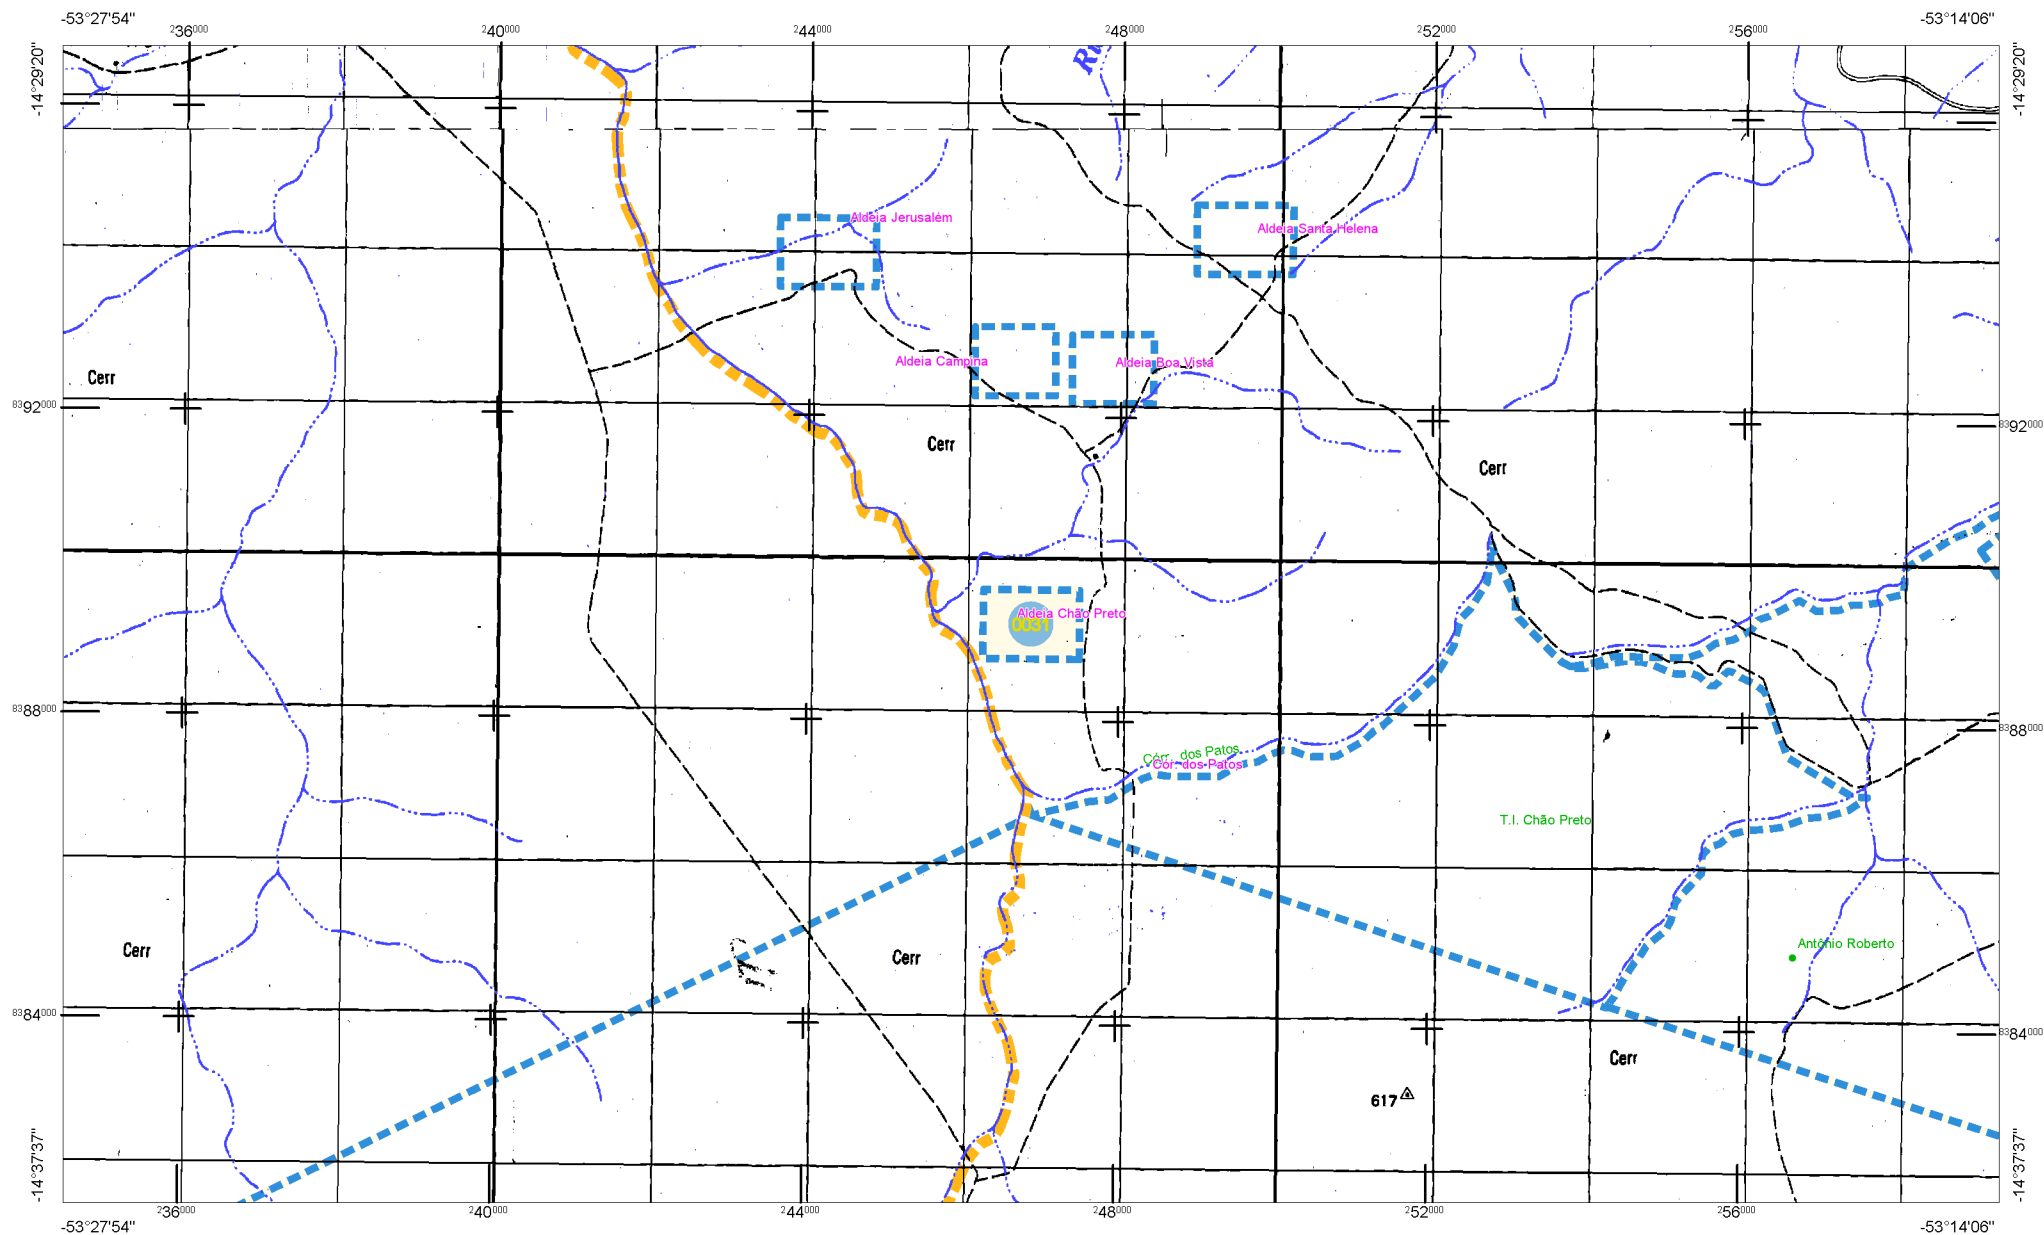 -53°27'54"
-53°14'06"
236000
240000
244000
248000
252000
256000
-14°29'20"
-14°29'20"
Aldeia Jerusalém
Aldeia Santa Helena
Aldeia Campina
Aldeia Boa Vista
Cerr
8392000
8392000
Cerr
Cerr
Aldeia Chão Preto
0031
8388000
8388000
Córr. dos Patos
Cór. dos Patos
T.I. Chão Preto
Antônio Roberto
Cerr
Cerr
8384000
8384000
Cerr
617
-14°37'37"
-14°37'37"
236000
240000
244000
248000
252000
256000
-53°27'54"
-53°14'06"